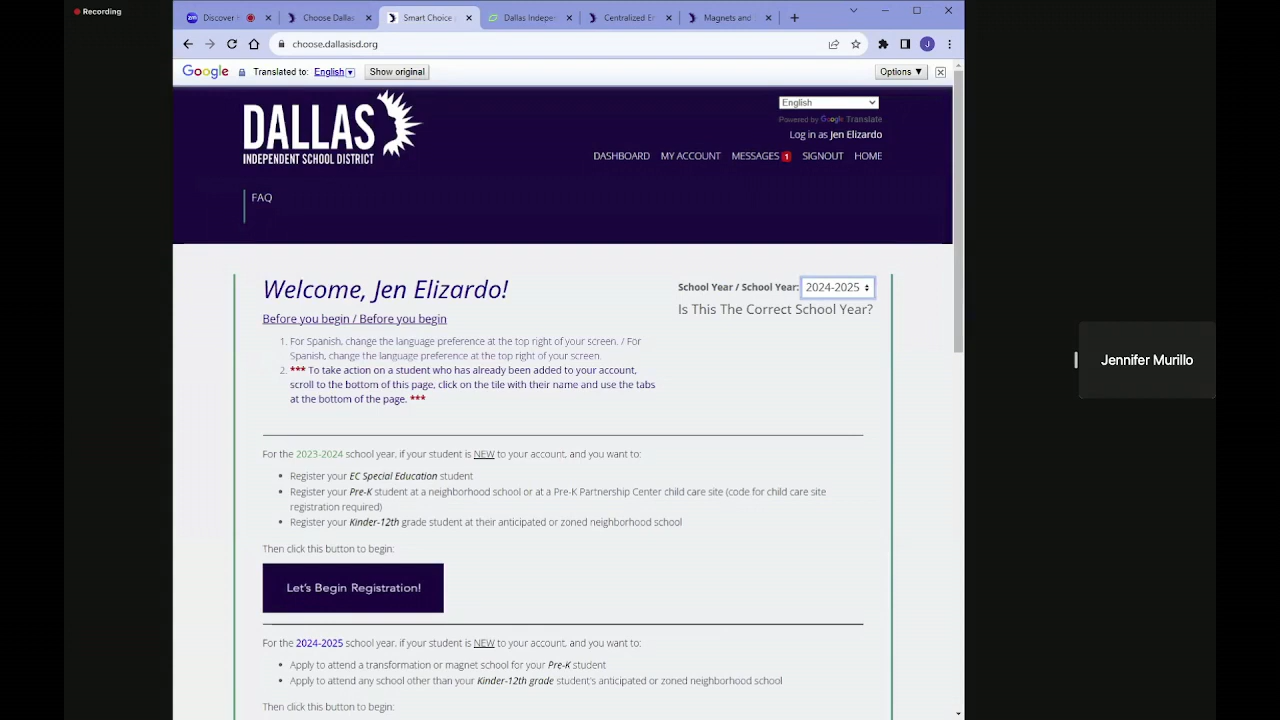 Recording
Discover
Choose Dallas
Smart Choice
Dallas Indepe
Centralized E
Magnets and
choose.dallasisd.org
J
Google Translated to: English Show original Options ▼
English
DALLAS
INDEPENDENT SCHOOL DISTRICT
Powered by Google Translate
Log in as Jen Elizardo
DASHBOARD MY ACCOUNT MESSAGES 1 SIGNOUT HOME
FAQ
Welcome, Jen Elizardo!
School Year / School Year: 2024-2025
Is This The Correct School Year?
Before you begin / Before you begin
1. For Spanish, change the language preference at the top right of your screen. / For
Spanish, change the language preference at the top right of your screen.
2. *** To take action on a student who has already been added to your account,
scroll to the bottom of this page, click on the tile with their name and use the tabs
at the bottom of the page. ***
Jennifer Murillo
For the 2023-2024 school year, if your student is NEW to your account, and you want to:
• Register your EC Special Education student
• Register your Pre-K student at a neighborhood school or at a Pre-K Partnership Center child care site (code for child care site
registration required)
• Register your Kinder-12th grade student at their anticipated or zoned neighborhood school
Then click this button to begin:
Let's Begin Registration!
For the 2024-2025 school year, if your student is NEW to your account, and you want to:
• Apply to attend a transformation or magnet school for your Pre-K student
• Apply to attend any school other than your Kinder-12th grade student's anticipated or zoned neighborhood school
Then click this button to begin: